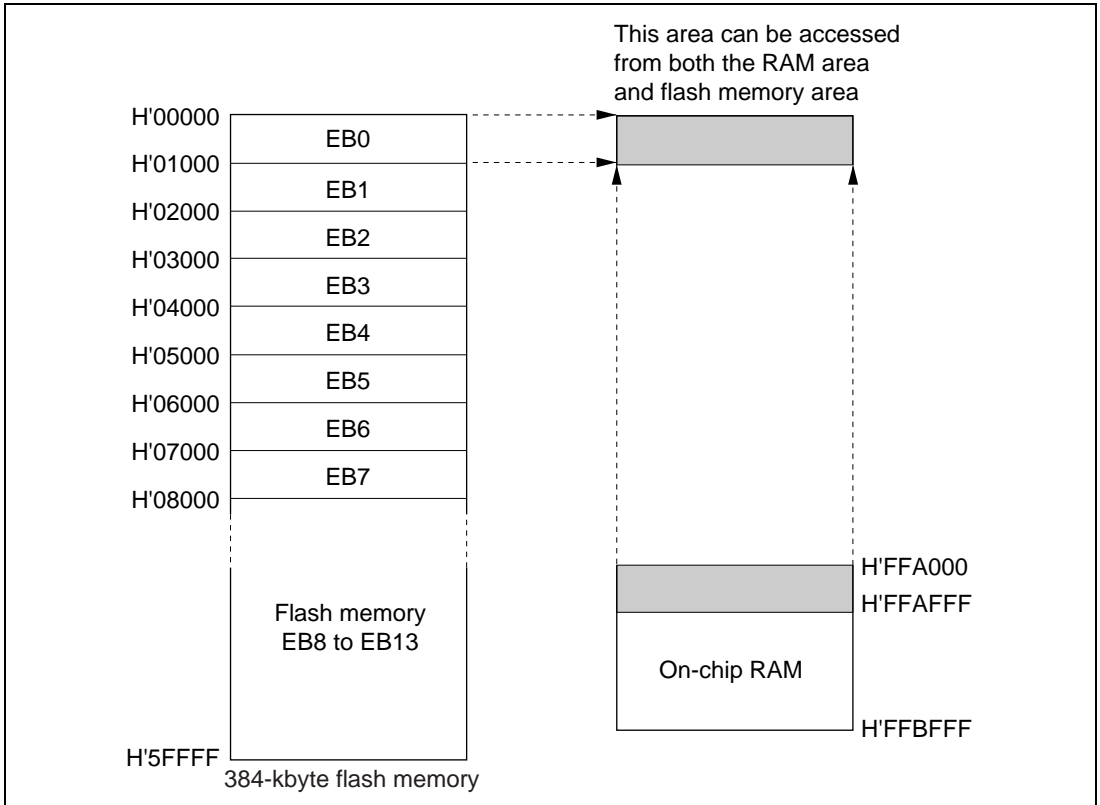 This area can be accessed
from both the RAM area
and flash memory area
H'00000
EB0
H'01000
EB1
H'02000
EB2
H'03000
EB3
H'04000
EB4
H'05000
EB5
H'06000
EB6
H'07000
EB7
H'08000
Flash memory
EB8 to EB13
H'5FFFF
384-kbyte flash memory
H'FFA000
H'FFAFFF
On-chip RAM
H'FFBFFF